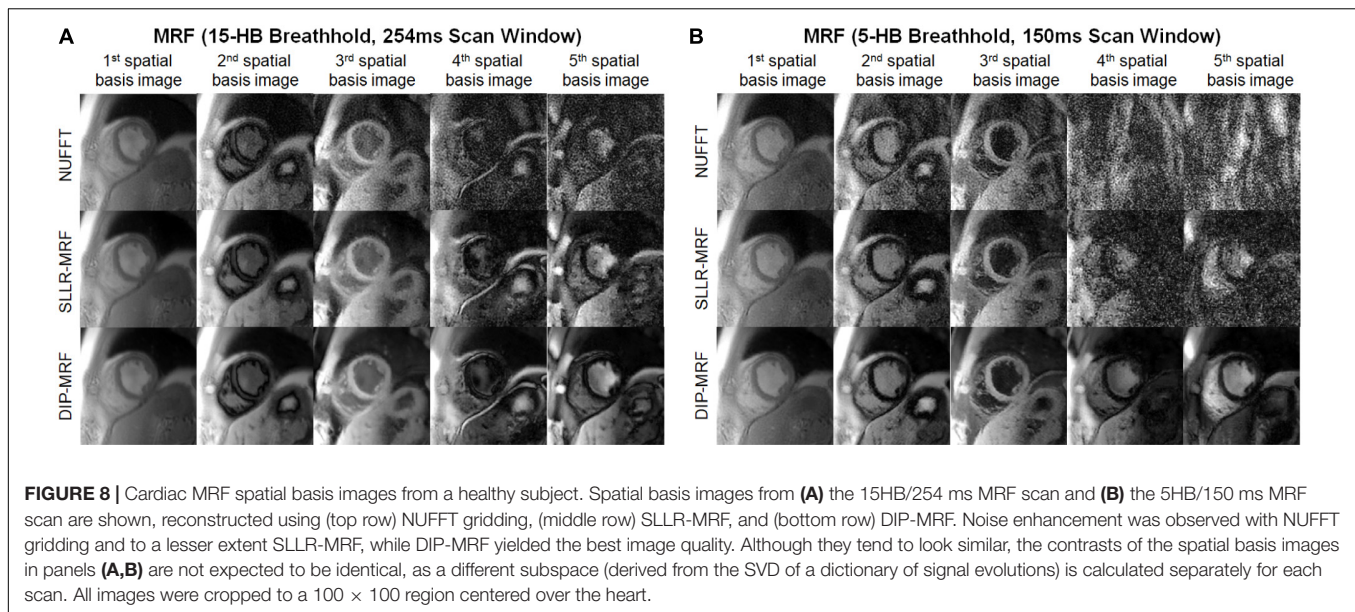 A MRF (15-HB Breathhold, 254ms Scan Window)
1st spatial basis image
2nd spatial basis image
3rd spatial basis image
4th spatial basis image
5th spatial basis image
NUFFT
SLLR-MRF
DIP-MRF
B MRF (5-HB Breathhold, 150ms Scan Window)
1st spatial basis image
2nd spatial basis image
3rd spatial basis image
4th spatial basis image
5th spatial basis image
NUFFT
SLLR-MRF
DIP-MRF
FIGURE 8 | Cardiac MRF spatial basis images from a healthy subject. Spatial basis images from (A) the 15HB/254 ms MRF scan and (B) the 5HB/150 ms MRF
scan are shown, reconstructed using (top row) NUFFT gridding, (middle row) SLLR-MRF, and (bottom row) DIP-MRF. Noise enhancement was observed with NUFFT
gridding and to a lesser extent SLLR-MRF, while DIP-MRF yielded the best image quality. Although they tend to look similar, the contrasts of the spatial basis images
in panels (A,B) are not expected to be identical, as a different subspace (derived from the SVD of a dictionary of signal evolutions) is calculated separately for each
scan. All images were cropped to a 100 × 100 region centered over the heart.